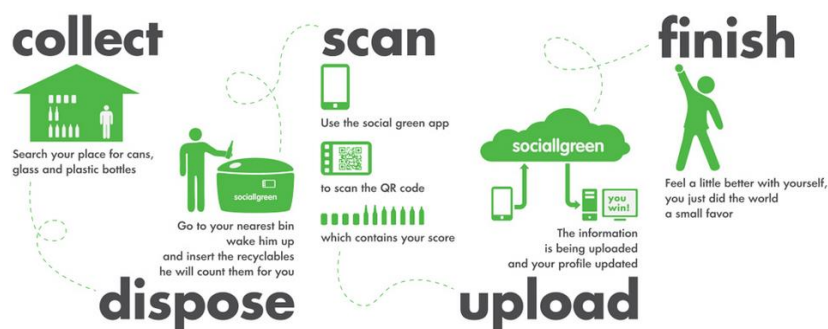 collect
Search your place for cans,
glass and plastic bottles
sociallgreen
Go to your nearest bin
wake him up
and insert the recyclables
he will count them for you
dispose
scan
Use the social green app
to scan the QR code
which contains your score
sociallgreen
you
win!
The information
is being uploaded
and your profile updated
upload
finish
Feel a little better with yourself,
you just did the world
a small favor